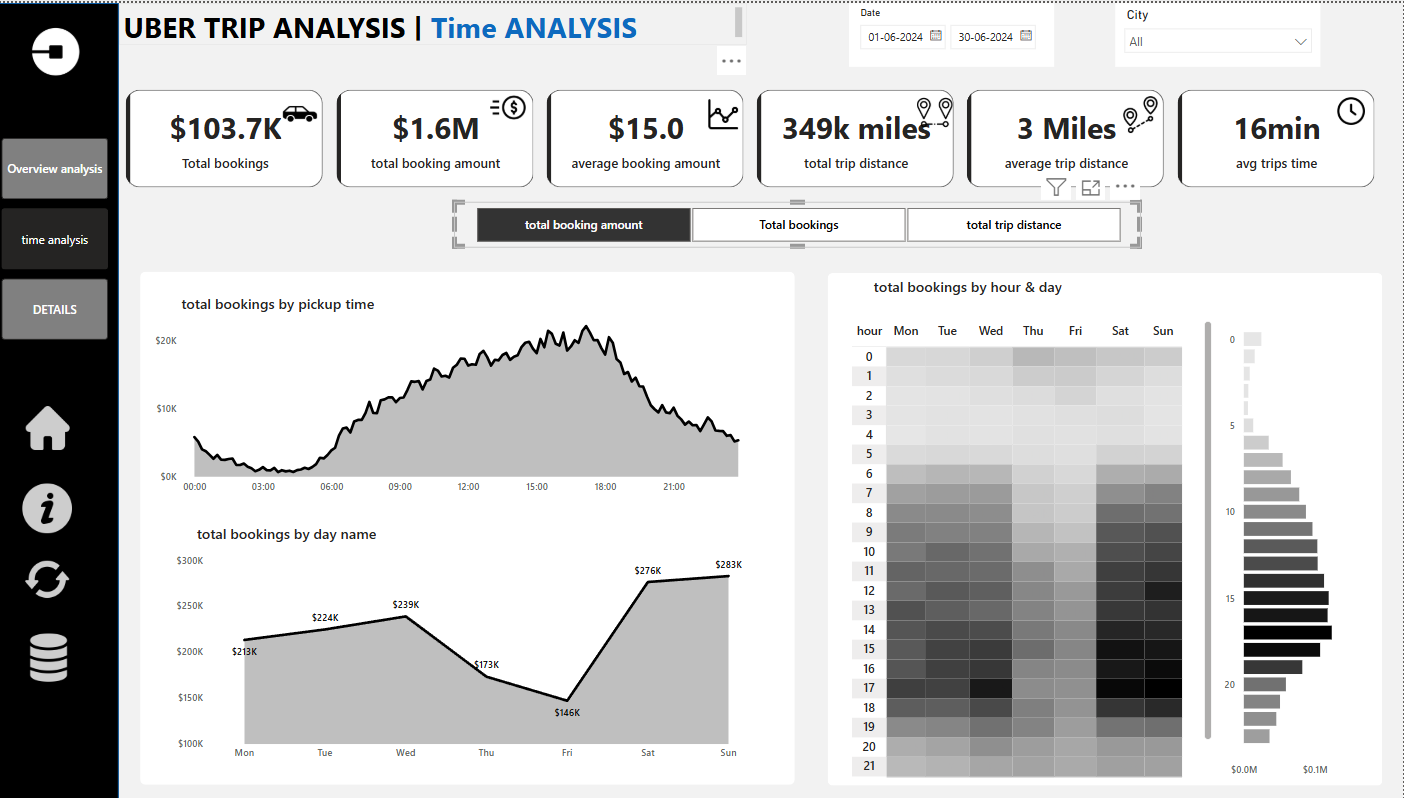 UBER TRIP ANALYSIS | Time ANALYSIS
Date
01-06-2024 30-06-2024
City
All
Overview analysis
time analysis
DETAILS
$103.7K
Total bookings
$1.6M
total booking amount
$15.0
average booking amount
349k miles
total trip distance
3 Miles
average trip distance
16min
avg trips time
total booking amount Total bookings total trip distance
total bookings by pickup time
$20K
$10K
$0K
00:00 03:00 06:00 09:00 12:00 15:00 18:00 21:00
total bookings by day name
$300K
$250K
$200K
$150K
$100K
$213K $224K $239K $173K $146K $276K $283K
Mon Tue Wed Thu Fri Sat Sun
total bookings by hour & day
hour Mon Tue Wed Thu Fri Sat Sun
0
1
2
3
4
5
6
7
8
9
10
11
12
13
14
15
16
17
18
19
20
21
0
5
10
15
20
$0.0M $0.1M